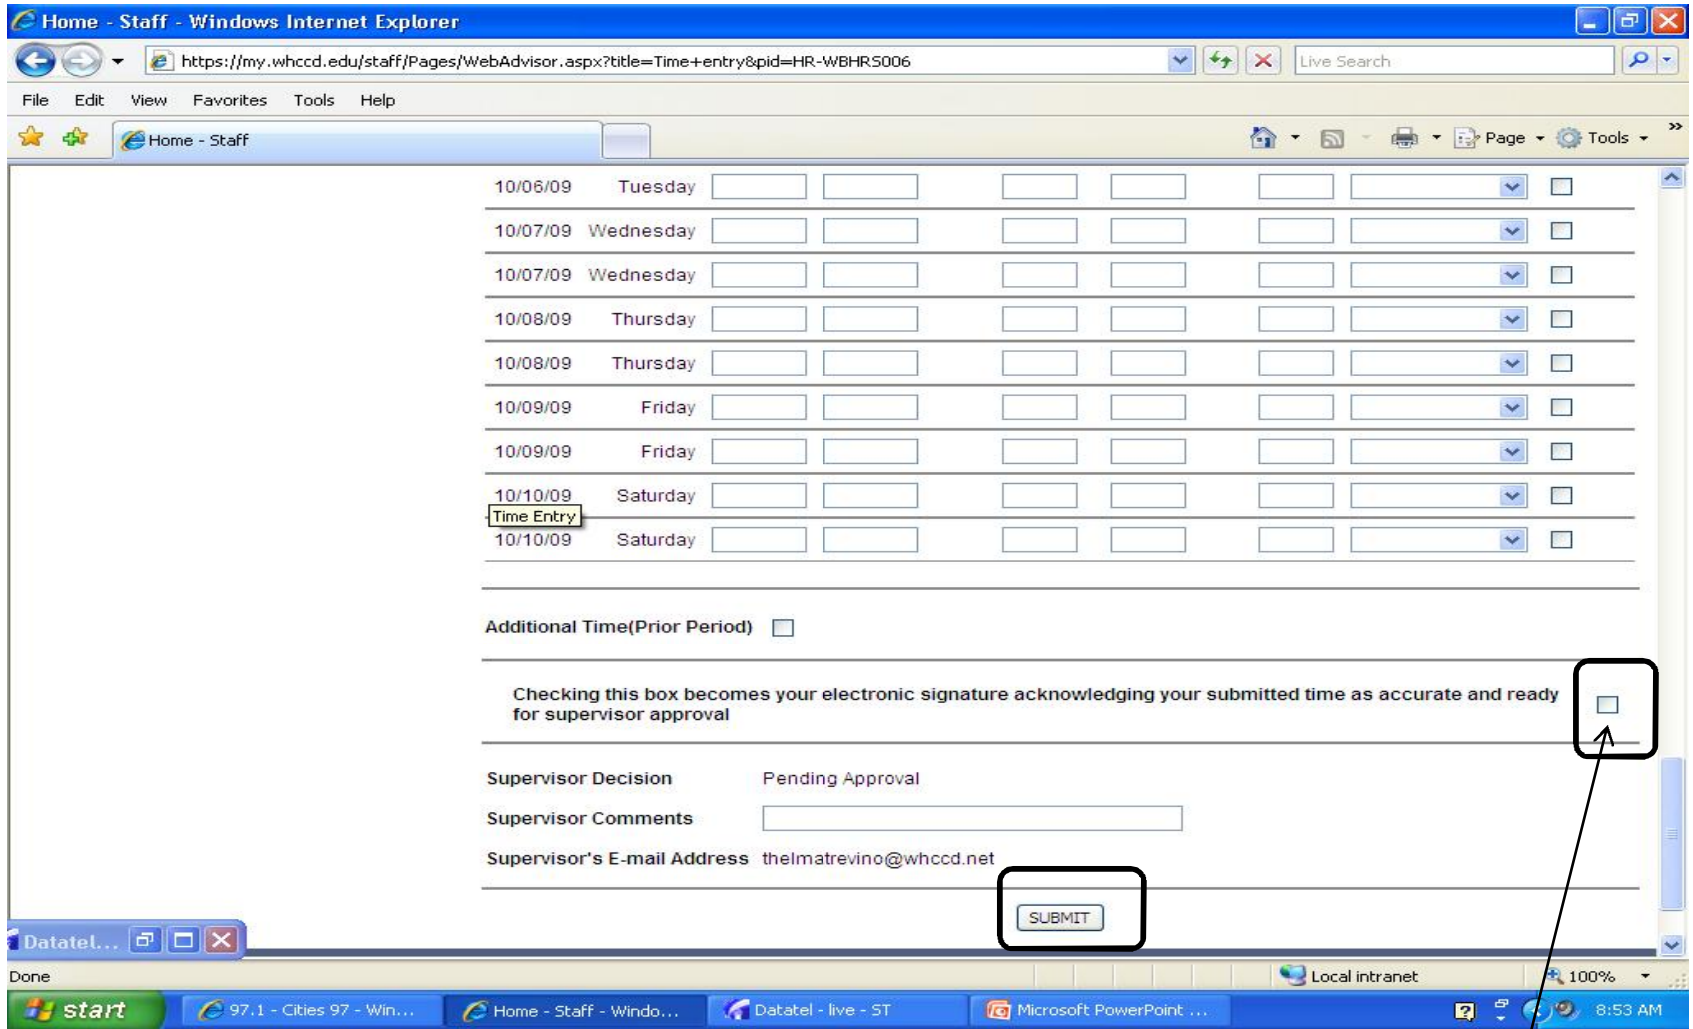 Home - Staff - Windows Internet Explorer
https://my.whccd.edu/staff/Pages/WebAdvisor.aspx?title=Time+entry&pid=HR-WBHRS006
Live Search
File Edit View Favorites Tools Help
Home - Staff
Page Tools »
10/06/09 Tuesday
10/07/09 Wednesday
10/07/09 Wednesday
10/08/09 Thursday
10/08/09 Thursday
10/09/09 Friday
10/09/09 Friday
10/10/09 Saturday
Time Entry
10/10/09 Saturday
Additional Time(Prior Period)
Checking this box becomes your electronic signature acknowledging your submitted time as accurate and ready
for supervisor approval
Supervisor Decision Pending Approval
Supervisor Comments
Supervisor's E-mail Address thelmatrevino@whccd.net
SUBMIT
Datatel...
Done
Local intranet
100%
start
97.1 - Cities 97 - Win...
Home - Staff - Windo...
Datatel - live - ST
Microsoft PowerPoint ...
8:53 AM